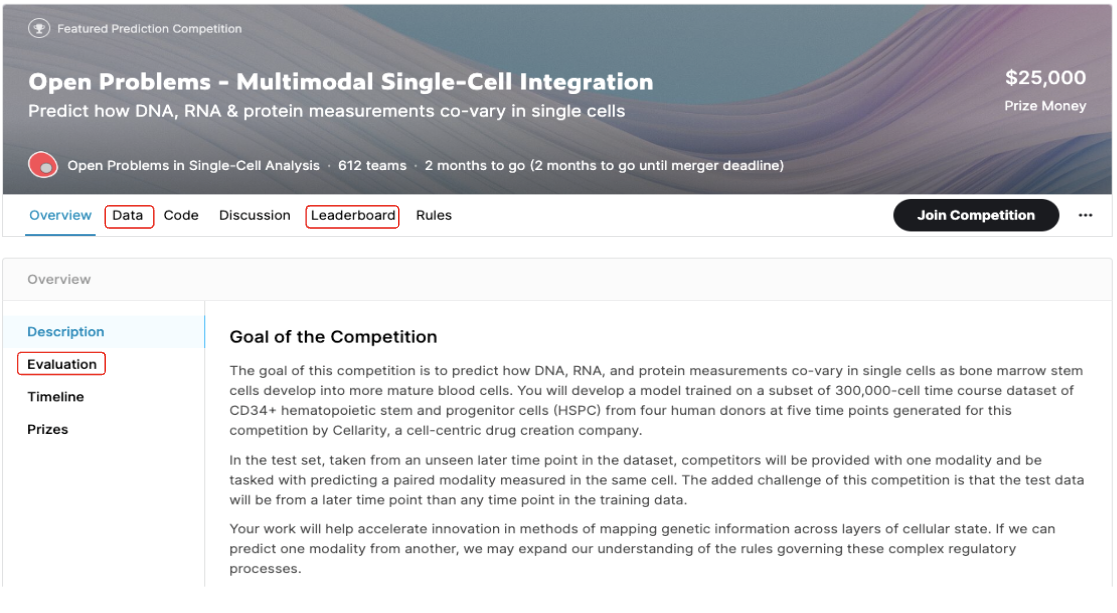 Featured Prediction Competition
Open Problems - Multimodal Single-Cell Integration
Predict how DNA, RNA & protein measurements co-vary in single cells
$25,000
Prize Money
Open Problems in Single-Cell Analysis · 612 teams · 2 months to go (2 months to go until merger deadline)
Overview Data Code Discussion Leaderboard Rules
Join Competition ...
Overview
Description
Evaluation
Timeline
Prizes
Goal of the Competition
The goal of this competition is to predict how DNA, RNA, and protein measurements co-vary in single cells as bone marrow stem
cells develop into more mature blood cells. You will develop a model trained on a subset of 300,000-cell time course dataset of
CD34+ hematopoietic stem and progenitor cells (HSPC) from four human donors at five time points generated for this
competition by Cellarity, a cell-centric drug creation company.
In the test set, taken from an unseen later time point in the dataset, competitors will be provided with one modality and be
tasked with predicting a paired modality measured in the same cell. The added challenge of this competition is that the test data
will be from a later time point than any time point in the training data.
Your work will help accelerate innovation in methods of mapping genetic information across layers of cellular state. If we can
predict one modality from another, we may expand our understanding of the rules governing these complex regulatory
processes.